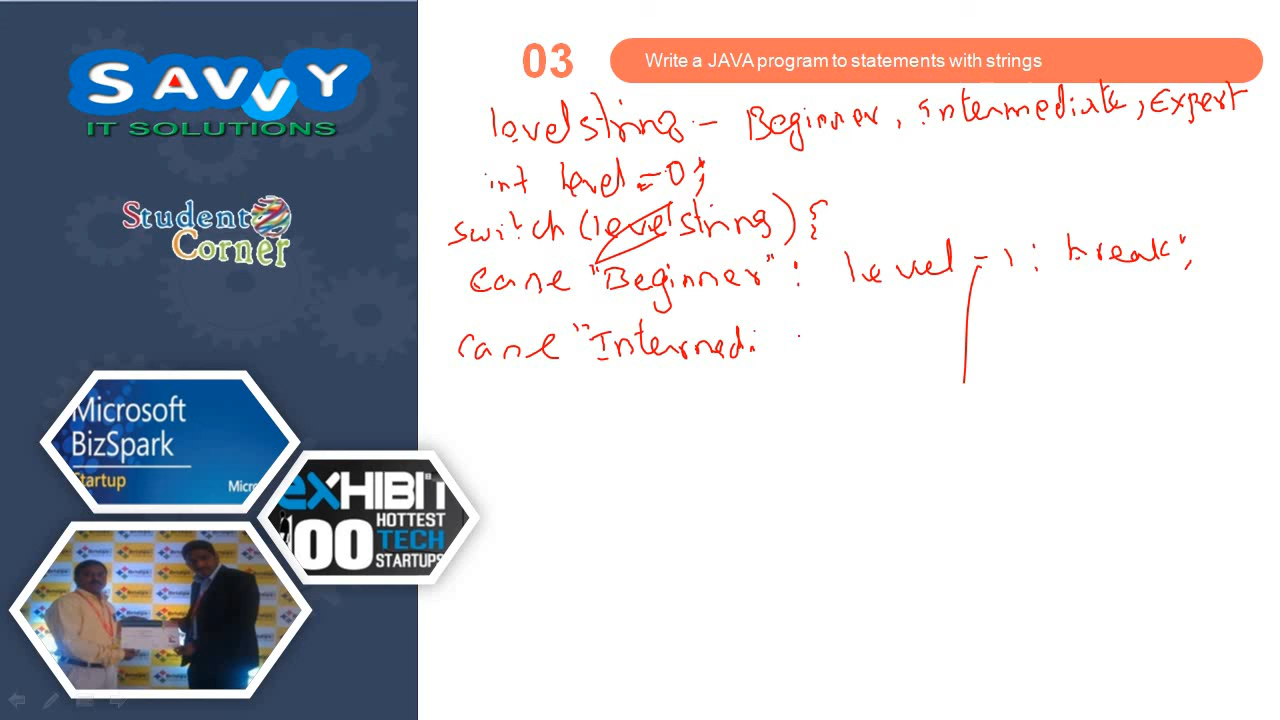 SAVVY
IT SOLUTIONS
Student
Corner
Microsoft
BizSpark
Startup
Micros
eXHIBIT
100 HOTTEST
TECH
STARTUPS
03
Write a JAVA program to statements with strings
levelstring - Beginner, intermediate, Expert
int level = 0;
switch (levelstring) {
case "Beginner" : level = 1 ; break;
case "Intermedi